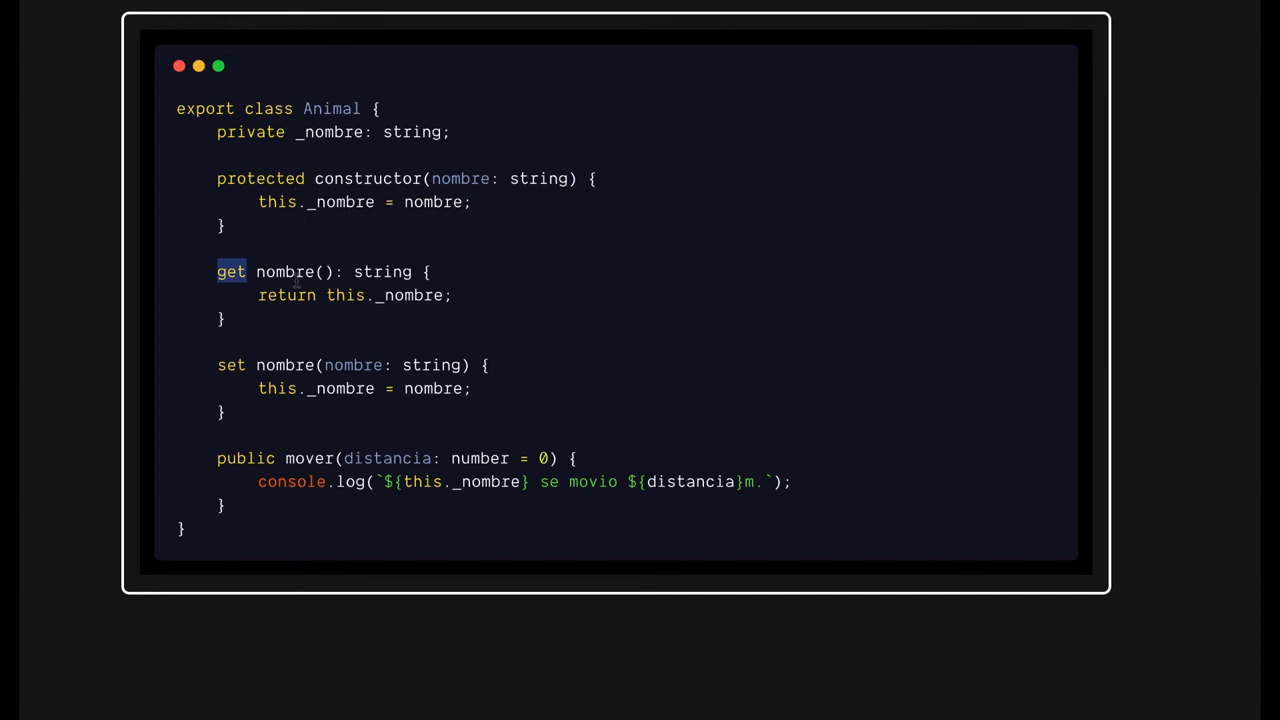 export class Animal {
private _nombre: string;
protected constructor(nombre: string) {
this._nombre = nombre;
}
get nombre(): string {
return this._nombre;
}
set nombre(nombre: string) {
this._nombre = nombre;
}
public mover(distancia: number = 0) {
console.log(`${this._nombre} se movio ${distancia}m.`);
}
}